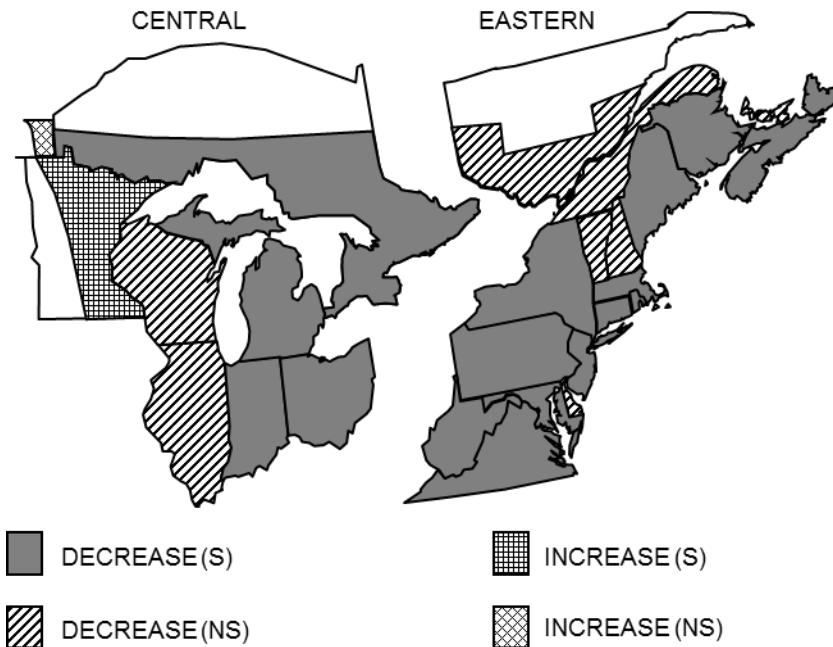 CENTRAL
EASTERN
DECREASE (S)
INCREASE (S)
DECREASE (NS)
INCREASE (NS)